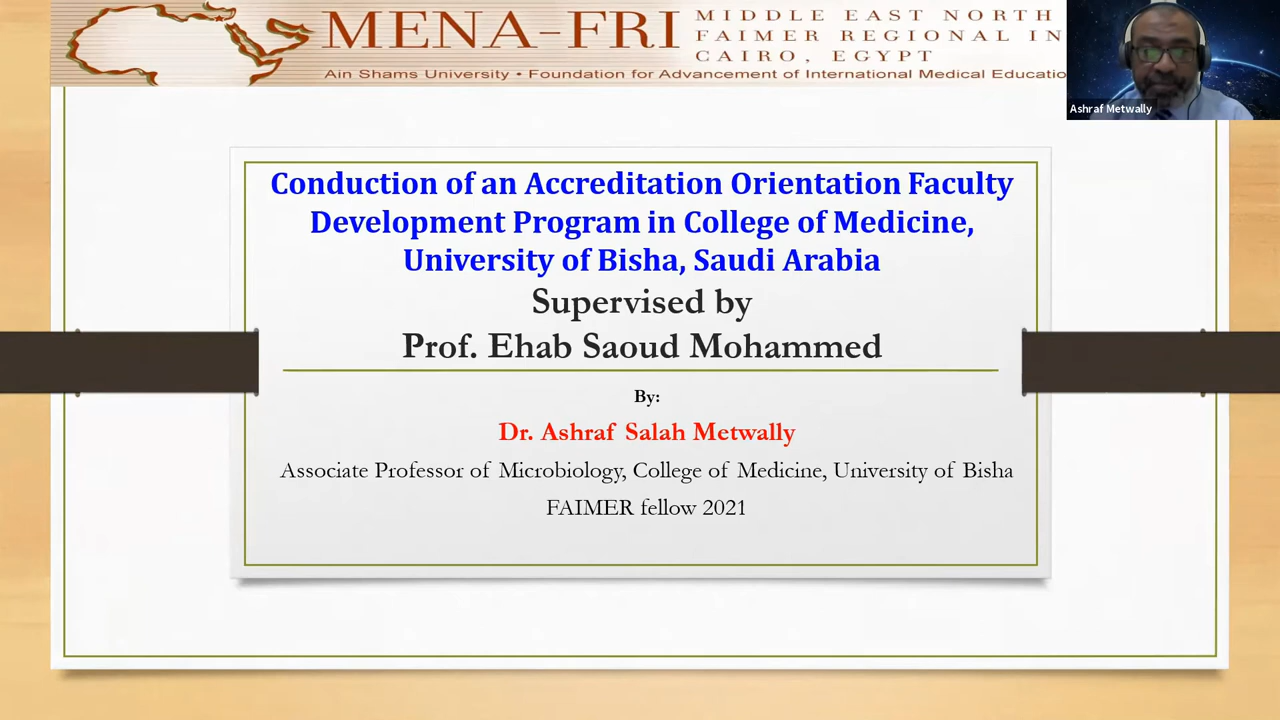 MENA-FRI
MIDDLE EAST NORTH
FAIMER REGIONAL IN
CAIRO, EGYPT
Ain Shams University • Foundation for Advancement of International Medical Educatio
Ashraf Metwally
Conduction of an Accreditation Orientation Faculty
Development Program in College of Medicine,
University of Bisha, Saudi Arabia
Supervised by
Prof. Ehab Saoud Mohammed
By:
Dr. Ashraf Salah Metwally
Associate Professor of Microbiology, College of Medicine, University of Bisha
FAIMER fellow 2021